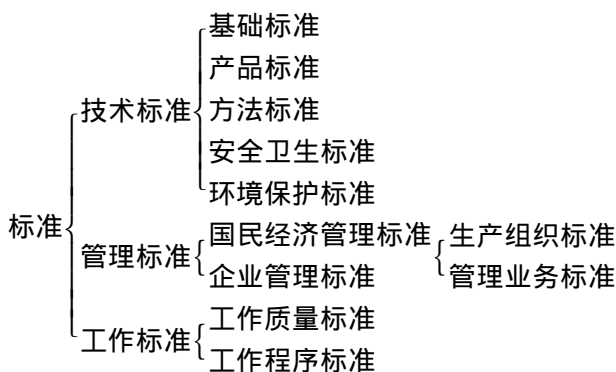 基础标准
产品标准
技术标准
方法标准
安全卫生标准
环境保护标准
标准
国民经济管理标准 生产组织标准
管理标准
企业管理标准 管理业务标准
工作质量标准
工作标准
工作程序标准